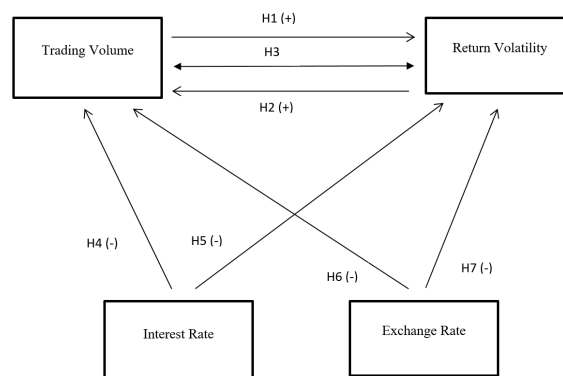 H1 (+)
Trading Volume
H3
Return Volatility
H2 (+)
H4 (-)
H5 (-)
H6 (-)
H7 (-)
Interest Rate
Exchange Rate